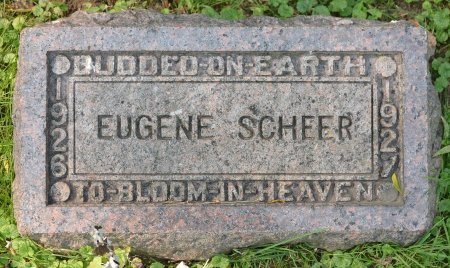 BUDDED-ON-EARTH
1926
EUGENE SCHEER
1927
TO-BLOOM-IN-HEAVEN